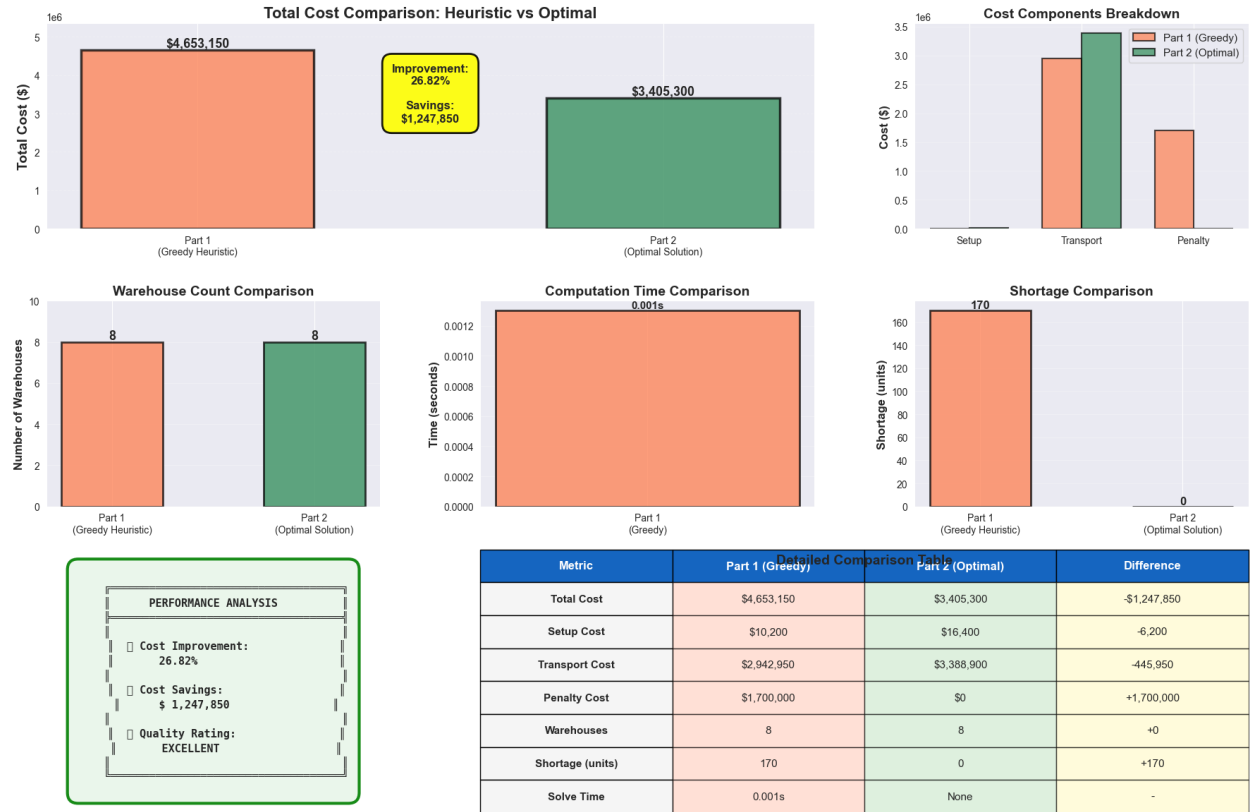 Total Cost Comparison: Heuristic vs Optimal
1e6
Total Cost ($)
5
4
3
2
1
0
$4,653,150
Improvement:
26.82%
Savings:
$1,247,850
$3,405,300
Part 1
(Greedy Heuristic)
Part 2
(Optimal Solution)
Cost Components Breakdown
1e6
Cost ($)
3.5
3.0
2.5
2.0
1.5
1.0
0.5
0.0
Part 1 (Greedy)
Part 2 (Optimal)
Setup Transport Penalty
Warehouse Count Comparison
Number of Warehouses
10
8
6
4
2
0
8
8
Part 1
(Greedy Heuristic)
Part 2
(Optimal Solution)
Computation Time Comparison
Time (seconds)
0.0012
0.0010
0.0008
0.0006
0.0004
0.0002
0.0000
0.001s
Part 1
(Greedy)
Shortage Comparison
Shortage (units)
160
140
120
100
80
60
40
20
0
170
0
Part 1
(Greedy Heuristic)
Part 2
(Optimal Solution)
PERFORMANCE ANALYSIS
Cost Improvement:
26.82%
Cost Savings:
$ 1,247,850
Quality Rating:
EXCELLENT
Detailed Comparison Table
Metric Part 1 (Greedy) Part 2 (Optimal) Difference
Total Cost $4,653,150 $3,405,300 -$1,247,850
Setup Cost $10,200 $16,400 -6,200
Transport Cost $2,942,950 $3,388,900 -445,950
Penalty Cost $1,700,000 $0 +1,700,000
Warehouses 8 8 +0
Shortage (units) 170 0 +170
Solve Time 0.001s None -